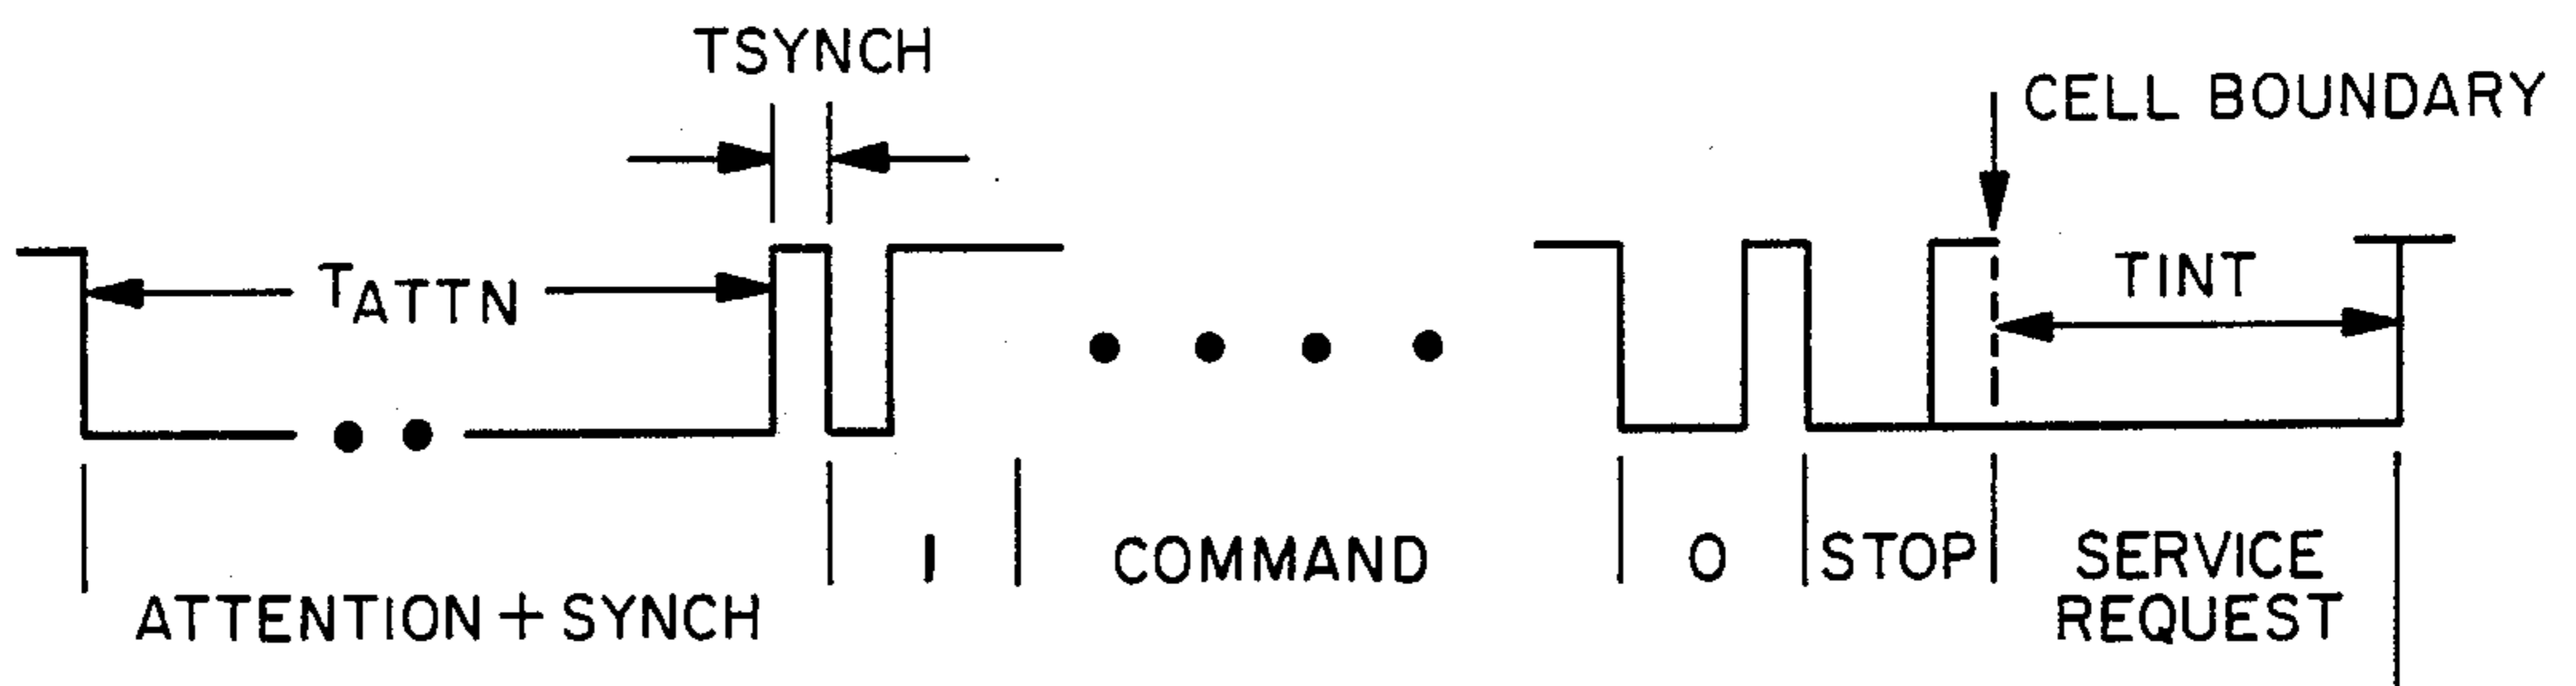 TSYNCH
CELL BOUNDARY
TATTN
TINT
1
COMMAND
0
STOP
SERVICE
REQUEST
ATTENTION + SYNCH